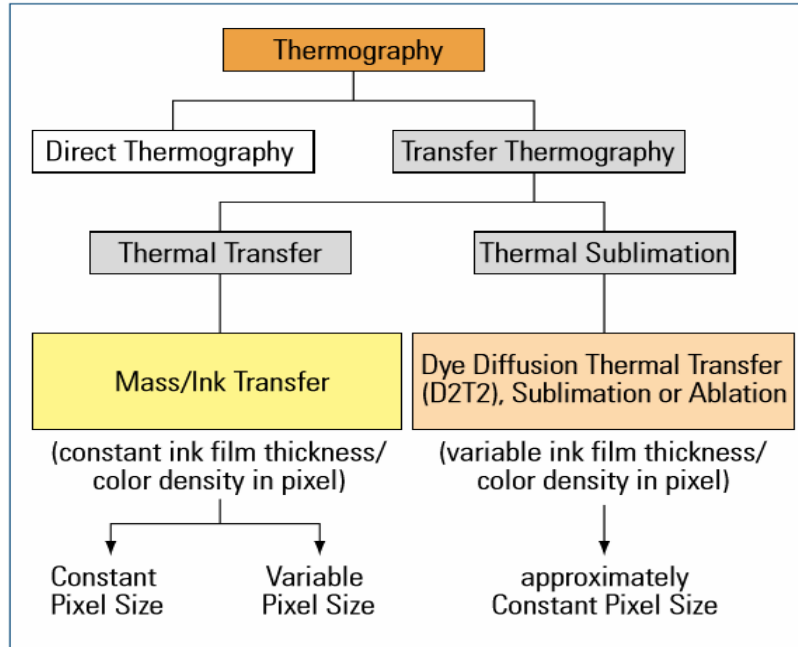 Thermography
Direct Thermography
Transfer Thermography
Thermal Transfer
Thermal Sublimation
Mass/Ink Transfer
Dye Diffusion Thermal Transfer
(D2T2), Sublimation or Ablation
(constant ink film thickness/
color density in pixel)
(variable ink film thickness/
color density in pixel)
Constant
Pixel Size
Variable
Pixel Size
approximately
Constant Pixel Size